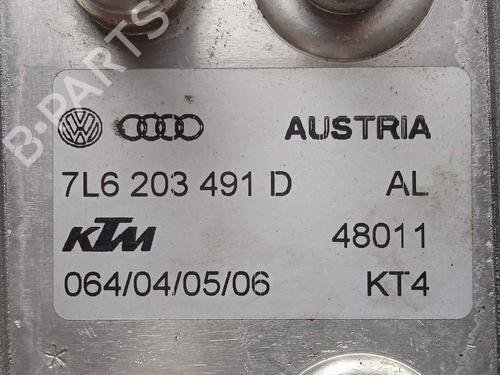 AUSTRIA
7L6 203 491 D AL
KTM 48011
064/04/05/06 KT4
B-PARTS